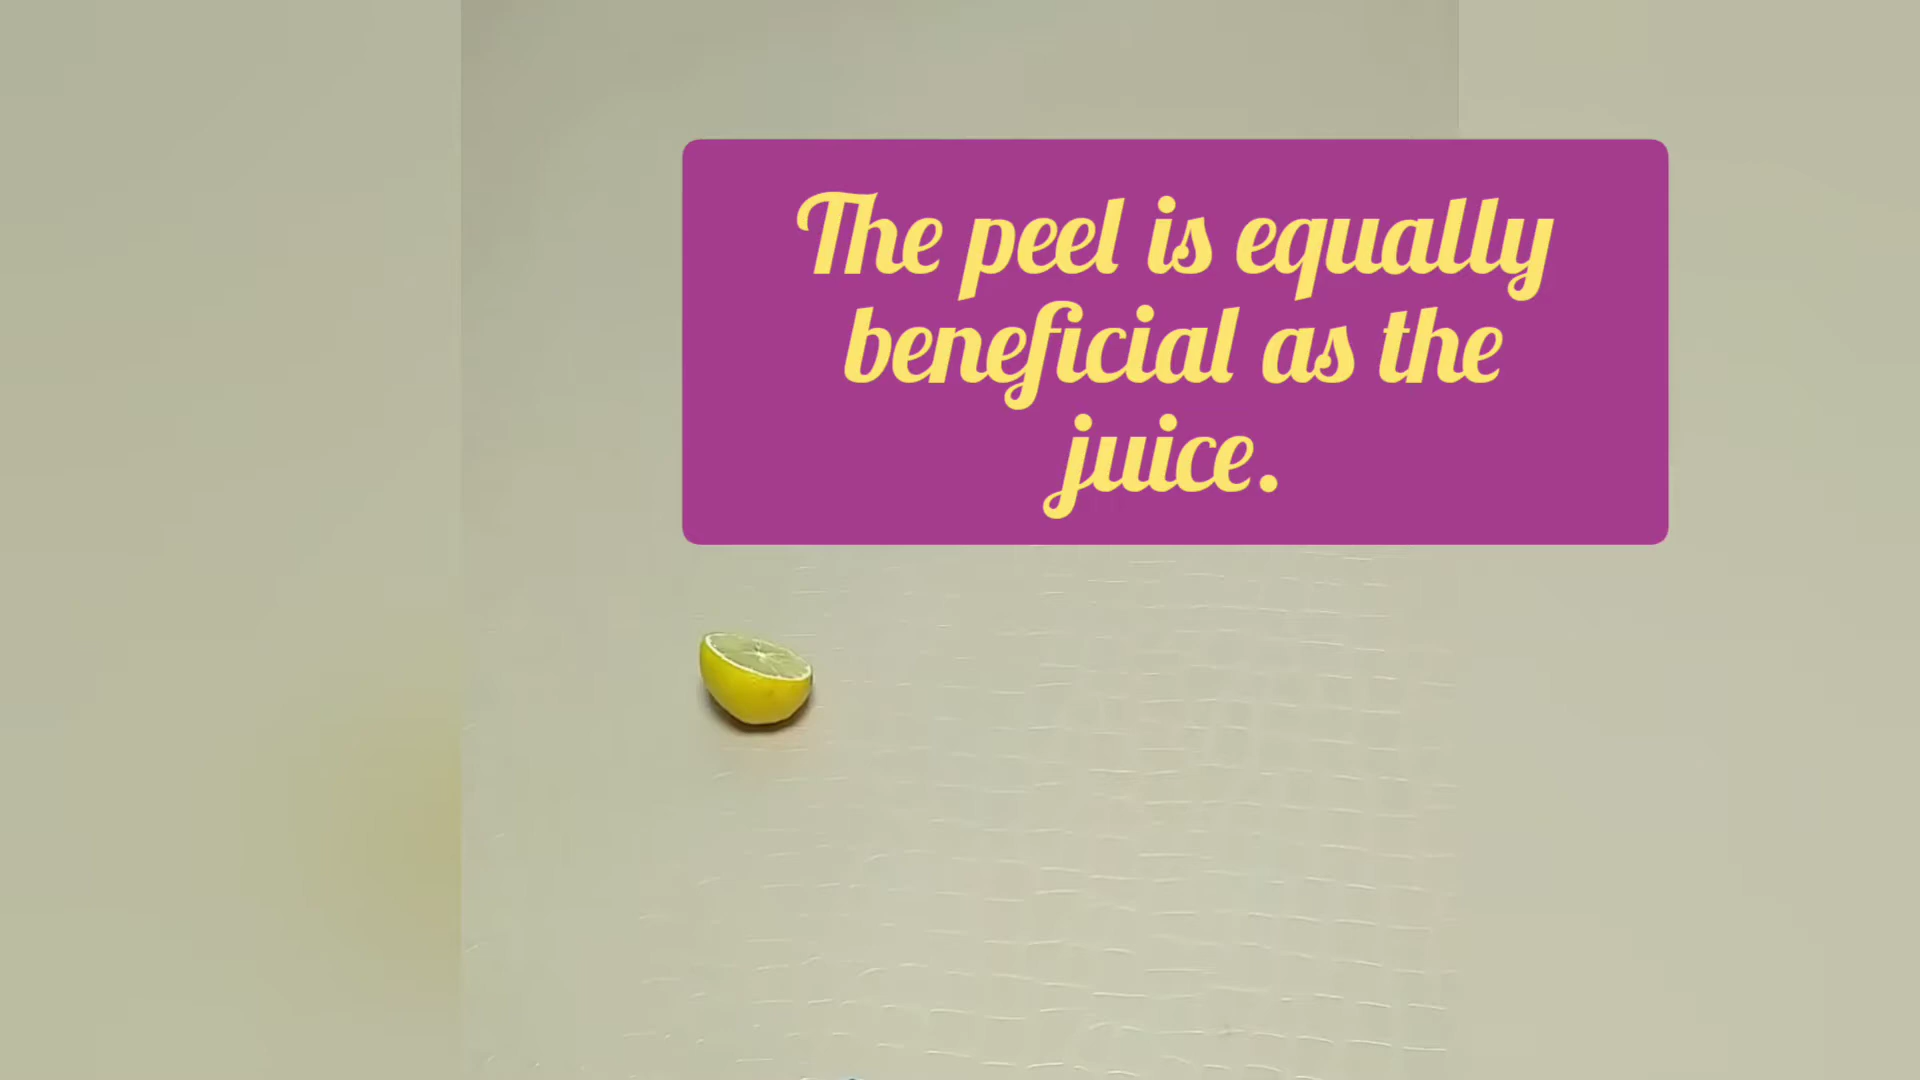 The peel is equally
beneficial as the
juice.